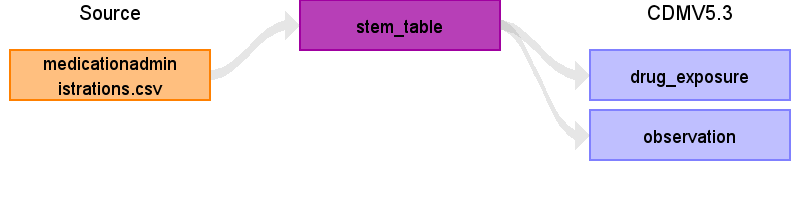 Source
stem_table
CDMV5.3
medicationadmin
istrations.csv
drug_exposure
observation